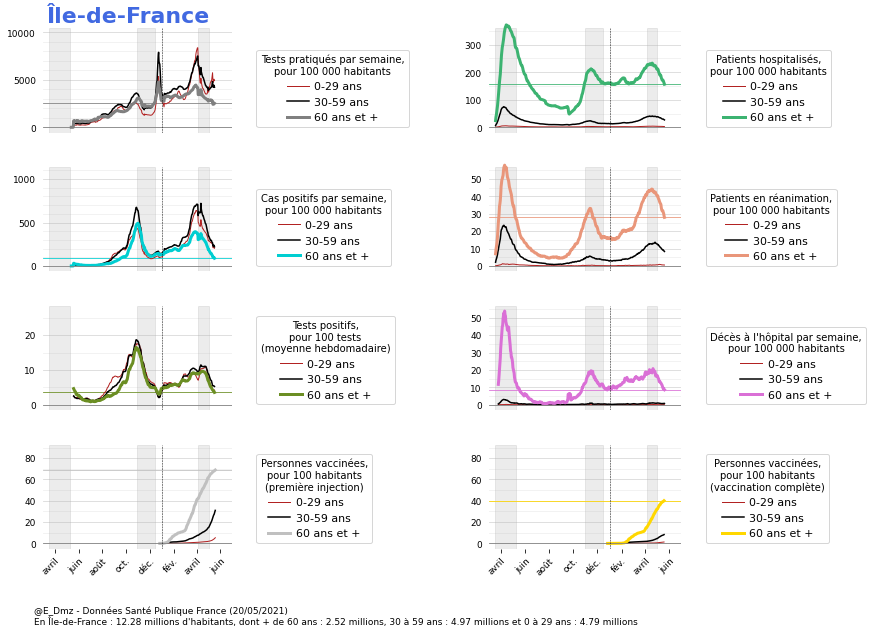 Île-de-France
10000
5000
0
Tests pratiqués par semaine,
pour 100 000 habitants
0-29 ans
30-59 ans
60 ans et +
300
200
100
0
Patients hospitalisés,
pour 100 000 habitants
0-29 ans
30-59 ans
60 ans et +
1000
500
0
Cas positifs par semaine,
pour 100 000 habitants
0-29 ans
30-59 ans
60 ans et +
50
40
30
20
10
0
Patients en réanimation,
pour 100 000 habitants
0-29 ans
30-59 ans
60 ans et +
20
10
0
Tests positifs,
pour 100 tests
(moyenne hebdomadaire)
0-29 ans
30-59 ans
60 ans et +
50
40
30
20
10
0
Décès à l'hôpital par semaine,
pour 100 000 habitants
0-29 ans
30-59 ans
60 ans et +
80
60
40
20
0
avril
juin
août
oct.
déc.
fév.
avril
juin
Personnes vaccinées,
pour 100 habitants
(première injection)
0-29 ans
30-59 ans
60 ans et +
80
60
40
20
0
avril
juin
août
oct.
déc.
fév.
avril
juin
Personnes vaccinées,
pour 100 habitants
(vaccination complète)
0-29 ans
30-59 ans
60 ans et +
@E_Dmz - Données Santé Publique France (20/05/2021)
En Île-de-France : 12.28 millions d'habitants, dont + de 60 ans : 2.52 millions, 30 à 59 ans : 4.97 millions et 0 à 29 ans : 4.79 millions